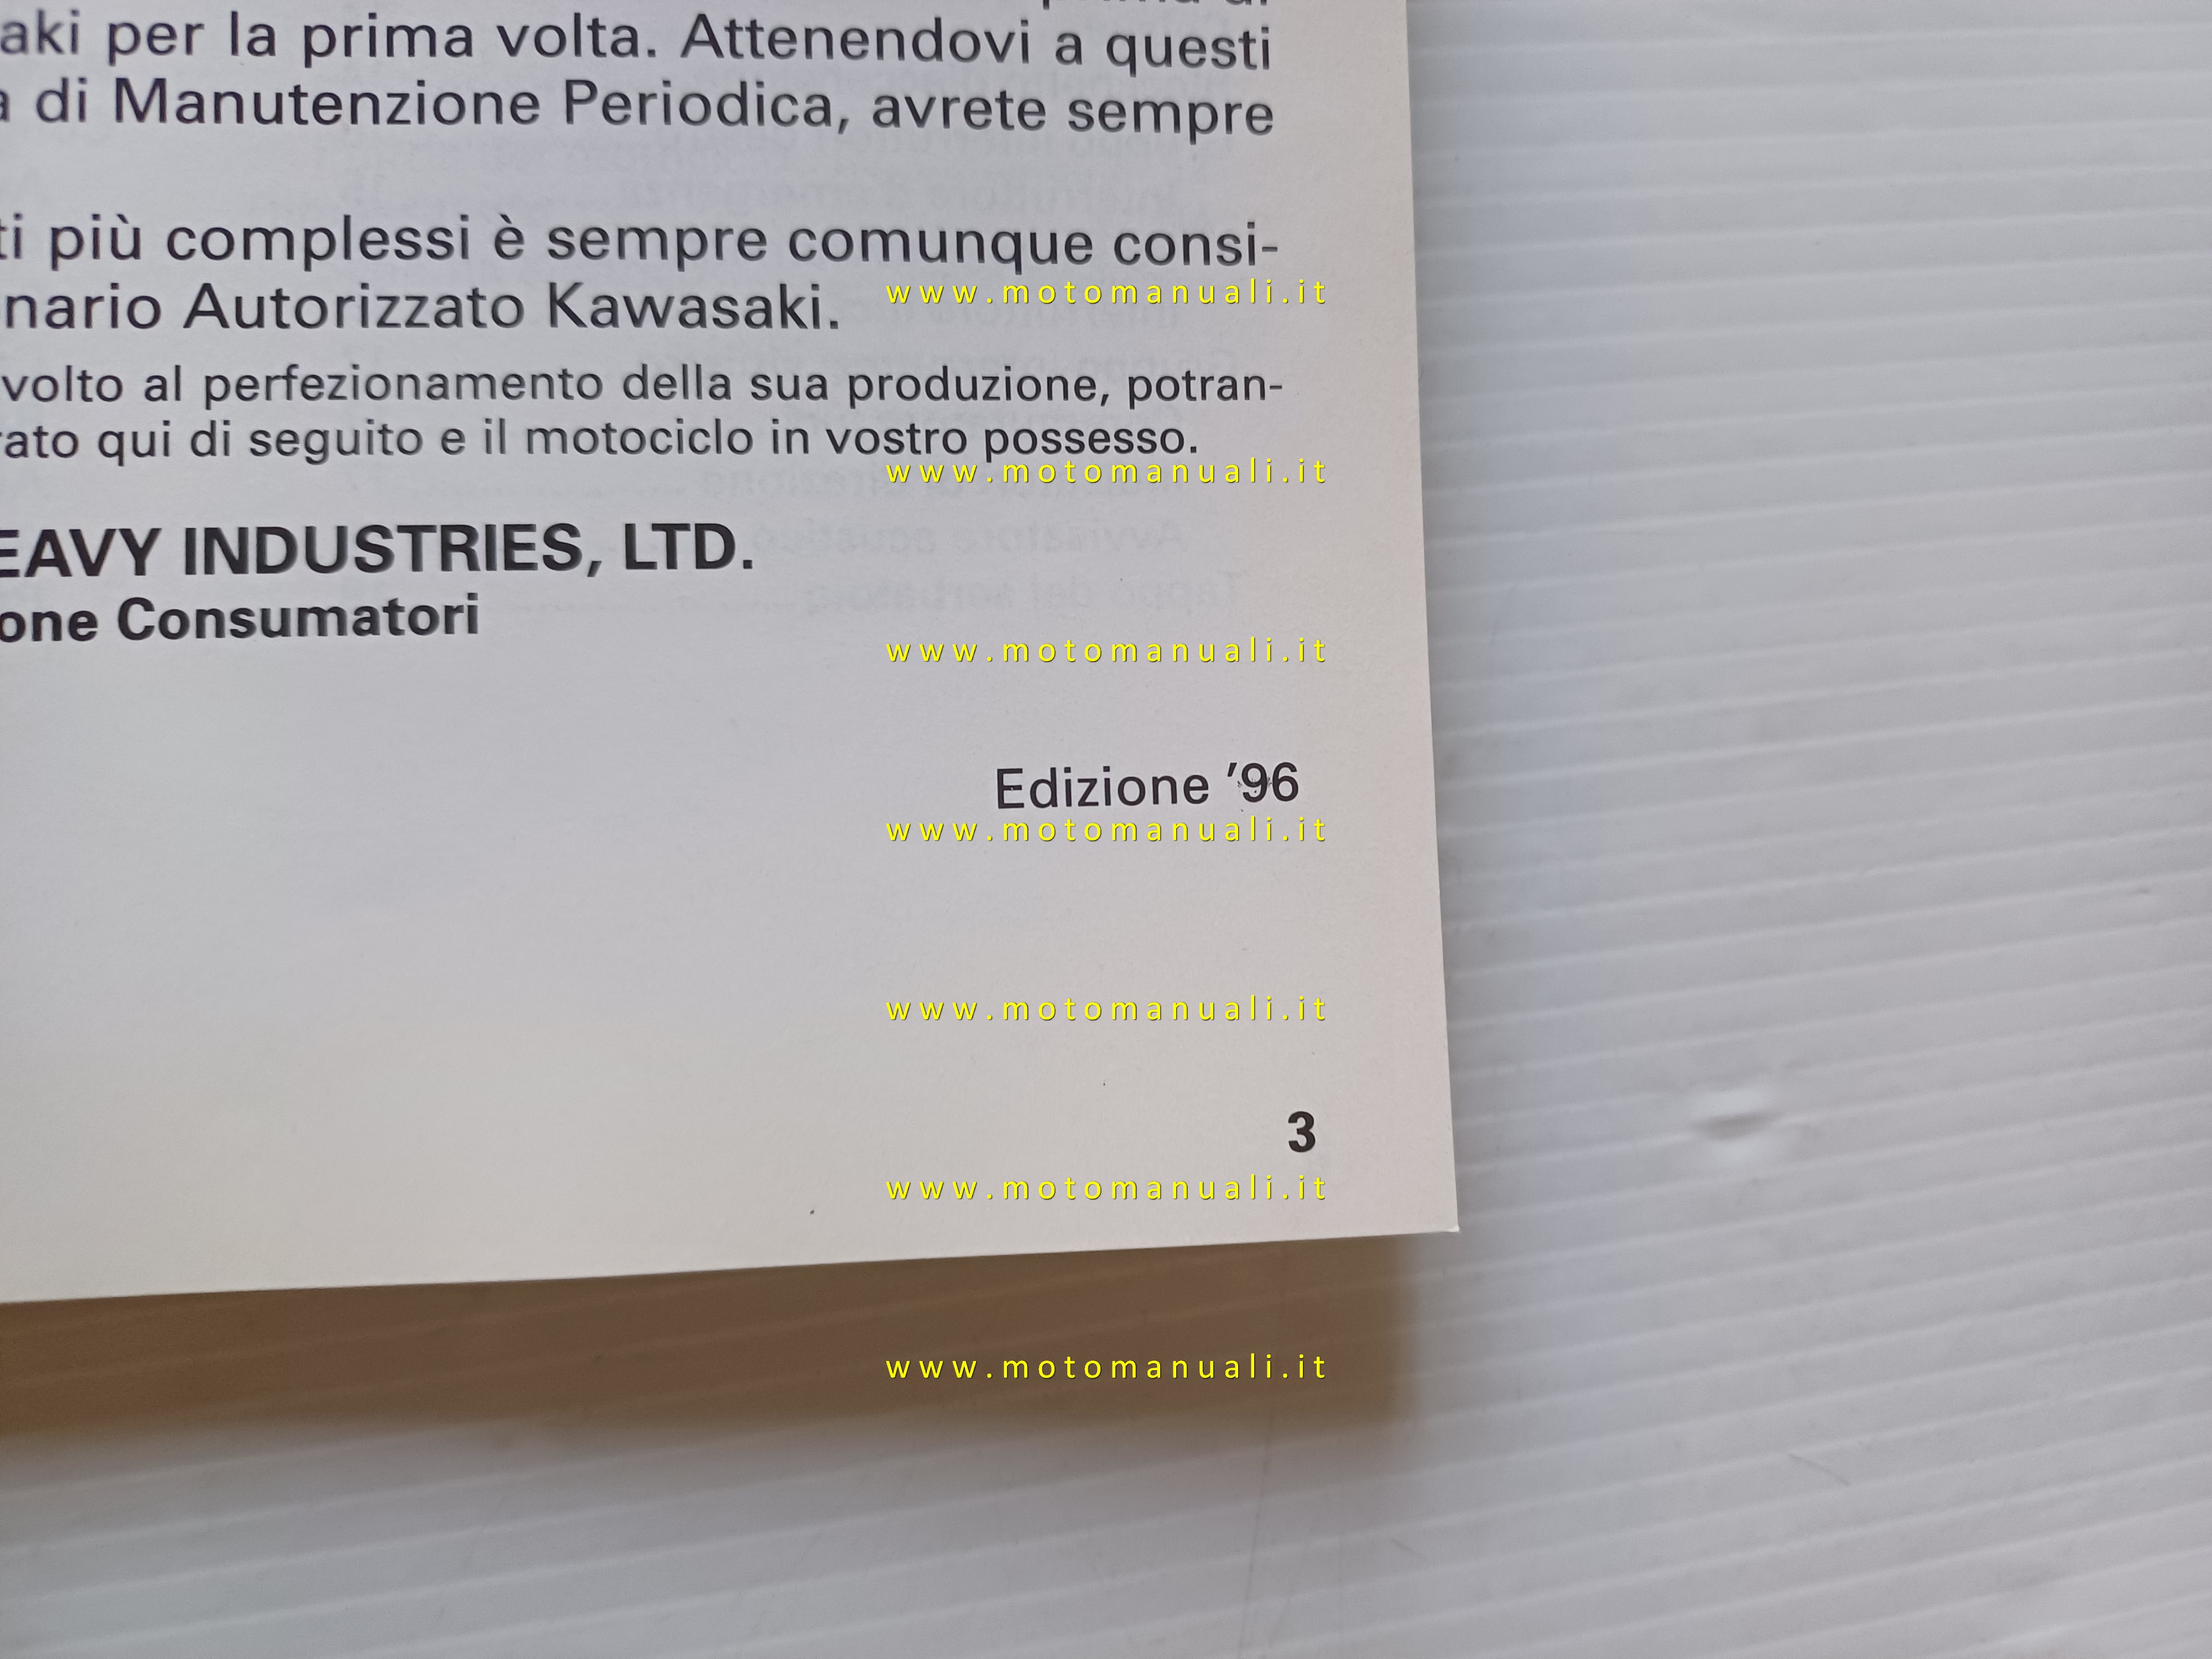 aki per la prima volta. Attenendovi a questi
di Manutenzione Periodica, avrete sempre
ti più complessi è sempre comunque consi-
www.motomanuali.it
nario Autorizzato Kawasaki.
volto al perfezionamento della sua produzione, potran-
rato qui di seguito e il motociclo in vostro possesso.
www.motomanuali.it
EAVY INDUSTRIES, LTD.
one Consumatori
www.motomanuali.it
Edizione '96
www.motomanuali.it
www.motomanuali.it
3
www.motomanuali.it
www.motomanuali.it